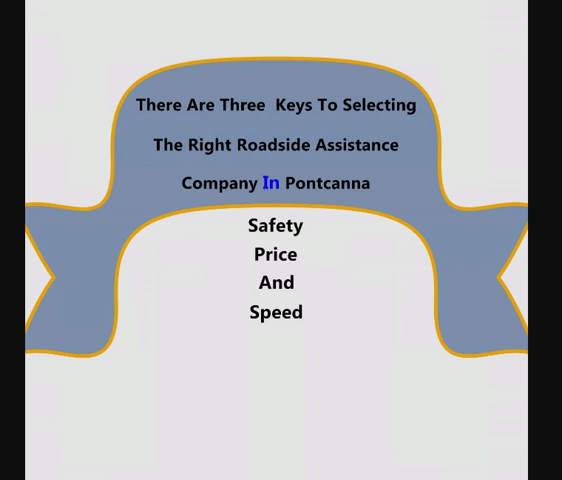 There Are Three  Keys To Selecting
The Right Roadside Assistance
Company In Pontcanna
Safety
Price
And
Speed